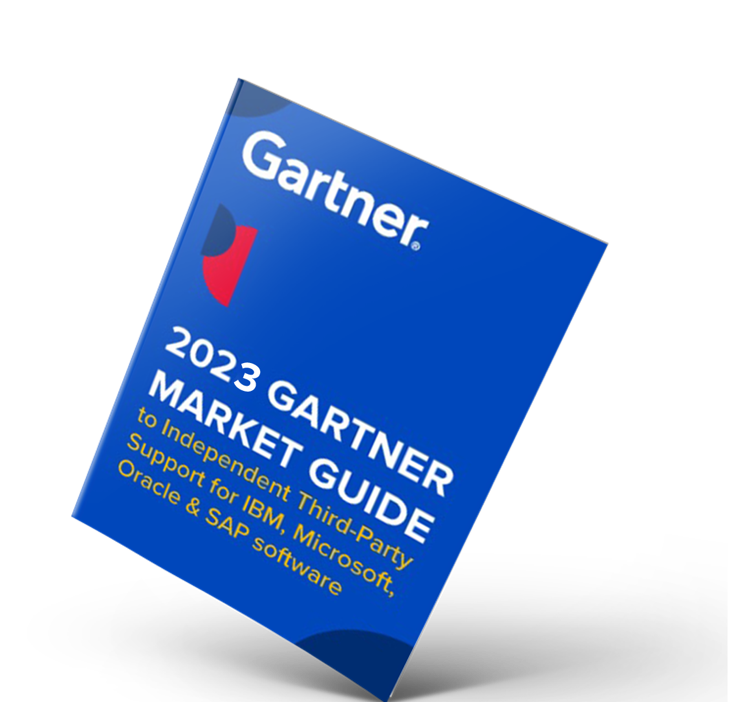 Gartner®
2023 GARTNER
MARKET GUIDE
to Independent Third-Party
Support for IBM, Microsoft,
Oracle & SAP software